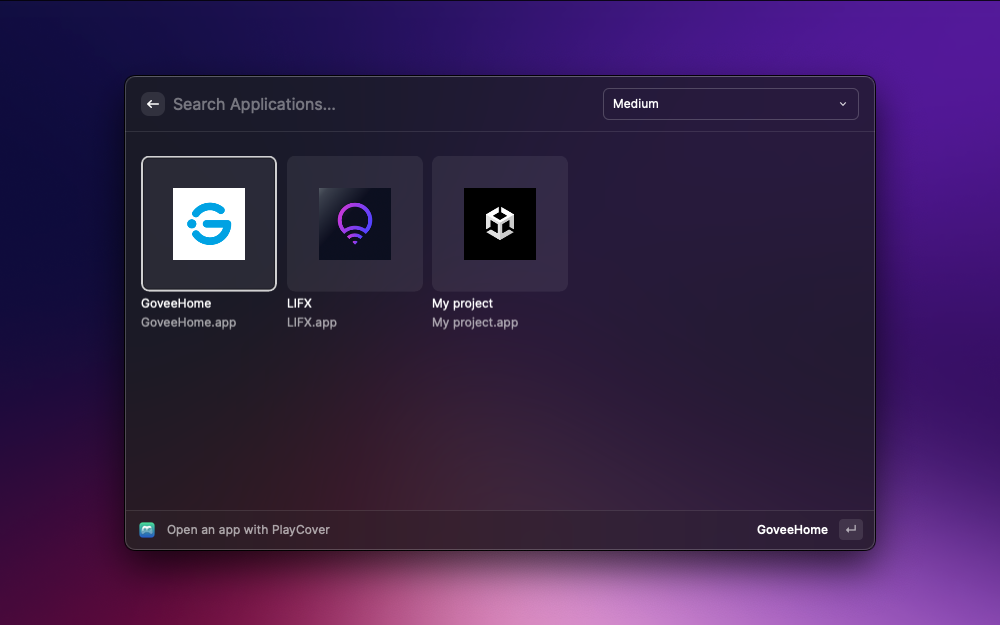 Search Applications...
Medium
GoveeHome
GoveeHome.app
LIFX
LIFX.app
My project
My project.app
Open an app with PlayCover
GoveeHome